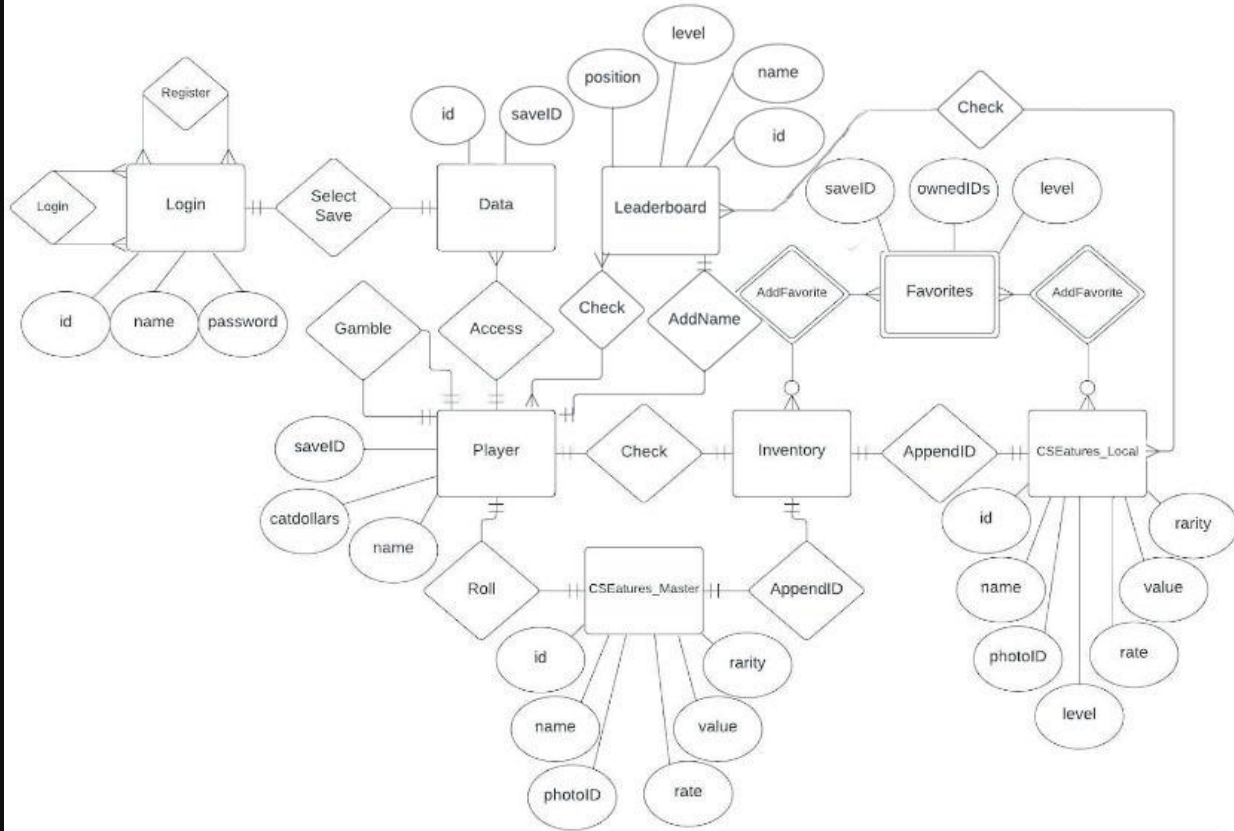 level
position
name
Register
Check
id
saveID
id
saveID
ownedIDs
level
Login
Login
Select
Save
Data
Leaderboard
AddFavorite
Favorites
AddFavorite
id
name
password
Gamble
Access
Check
AddName
saveID
Player
Check
Inventory
AppendID
CSEatures_Local
catdollars
name
id
rarity
Roll
CSEatures_Master
AppendID
name
value
id
rarity
photoID
rate
name
value
level
photoID
rate